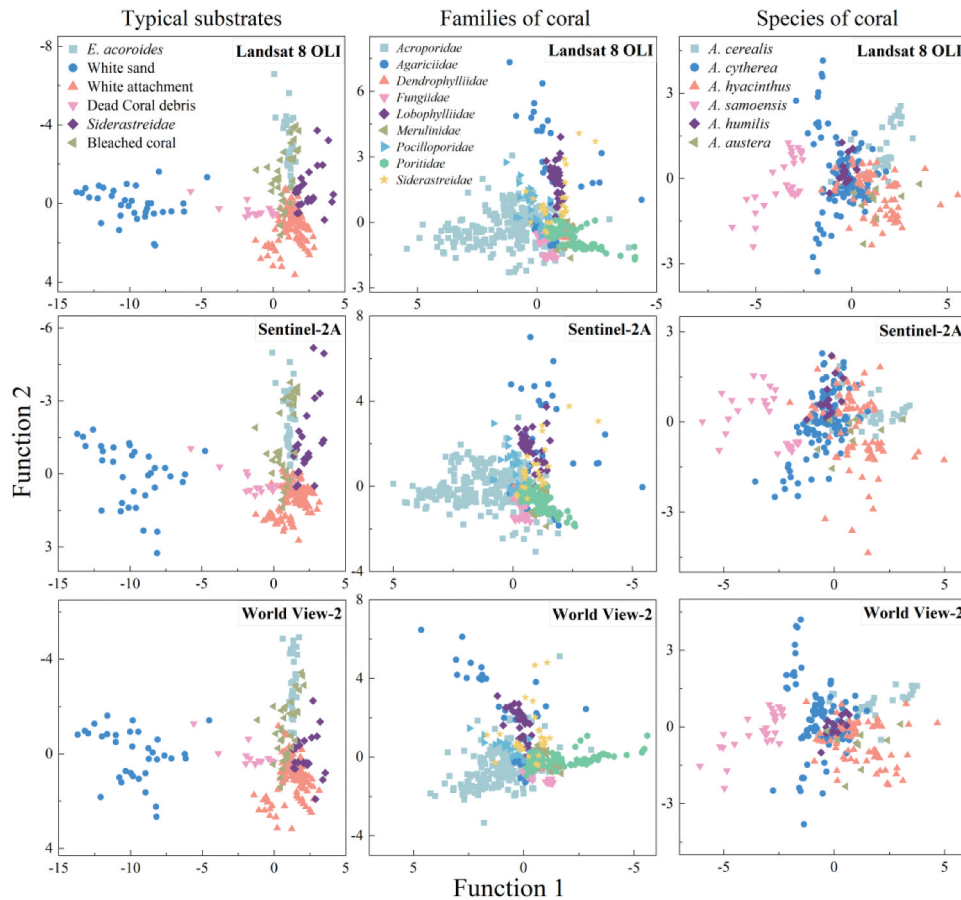 Typical substrates
Families of coral
Species of coral
Landsat 8 OLI
E. acoroides
White sand
White attachment
Dead Coral debris
Siderastreidae
Bleached coral
-8
-4
0
4
-15
-10
-5
0
5
Landsat 8 OLI
Acroporidae
Agariciidae
Dendrophylliidae
Fungiidae
Lobophylliidae
Merulinidae
Pocilloporidae
Poritidae
Siderastreidae
6
3
0
-3
5
0
-5
Landsat 8 OLI
A. cerealis
A. cytherea
A. hyacinthus
A. samoensis
A. humilis
A. austera
3
0
-3
-5
0
5
Function 2
Sentinel-2A
-6
-3
0
3
-15
-10
-5
0
5
Sentinel-2A
8
4
0
-4
5
0
-5
Sentinel-2A
3
0
-3
-5
0
5
World View-2
-4
0
4
-15
-10
-5
0
5
World View-2
8
4
0
-4
-5
0
5
World View-2
3
0
-3
-5
0
5
Function 1